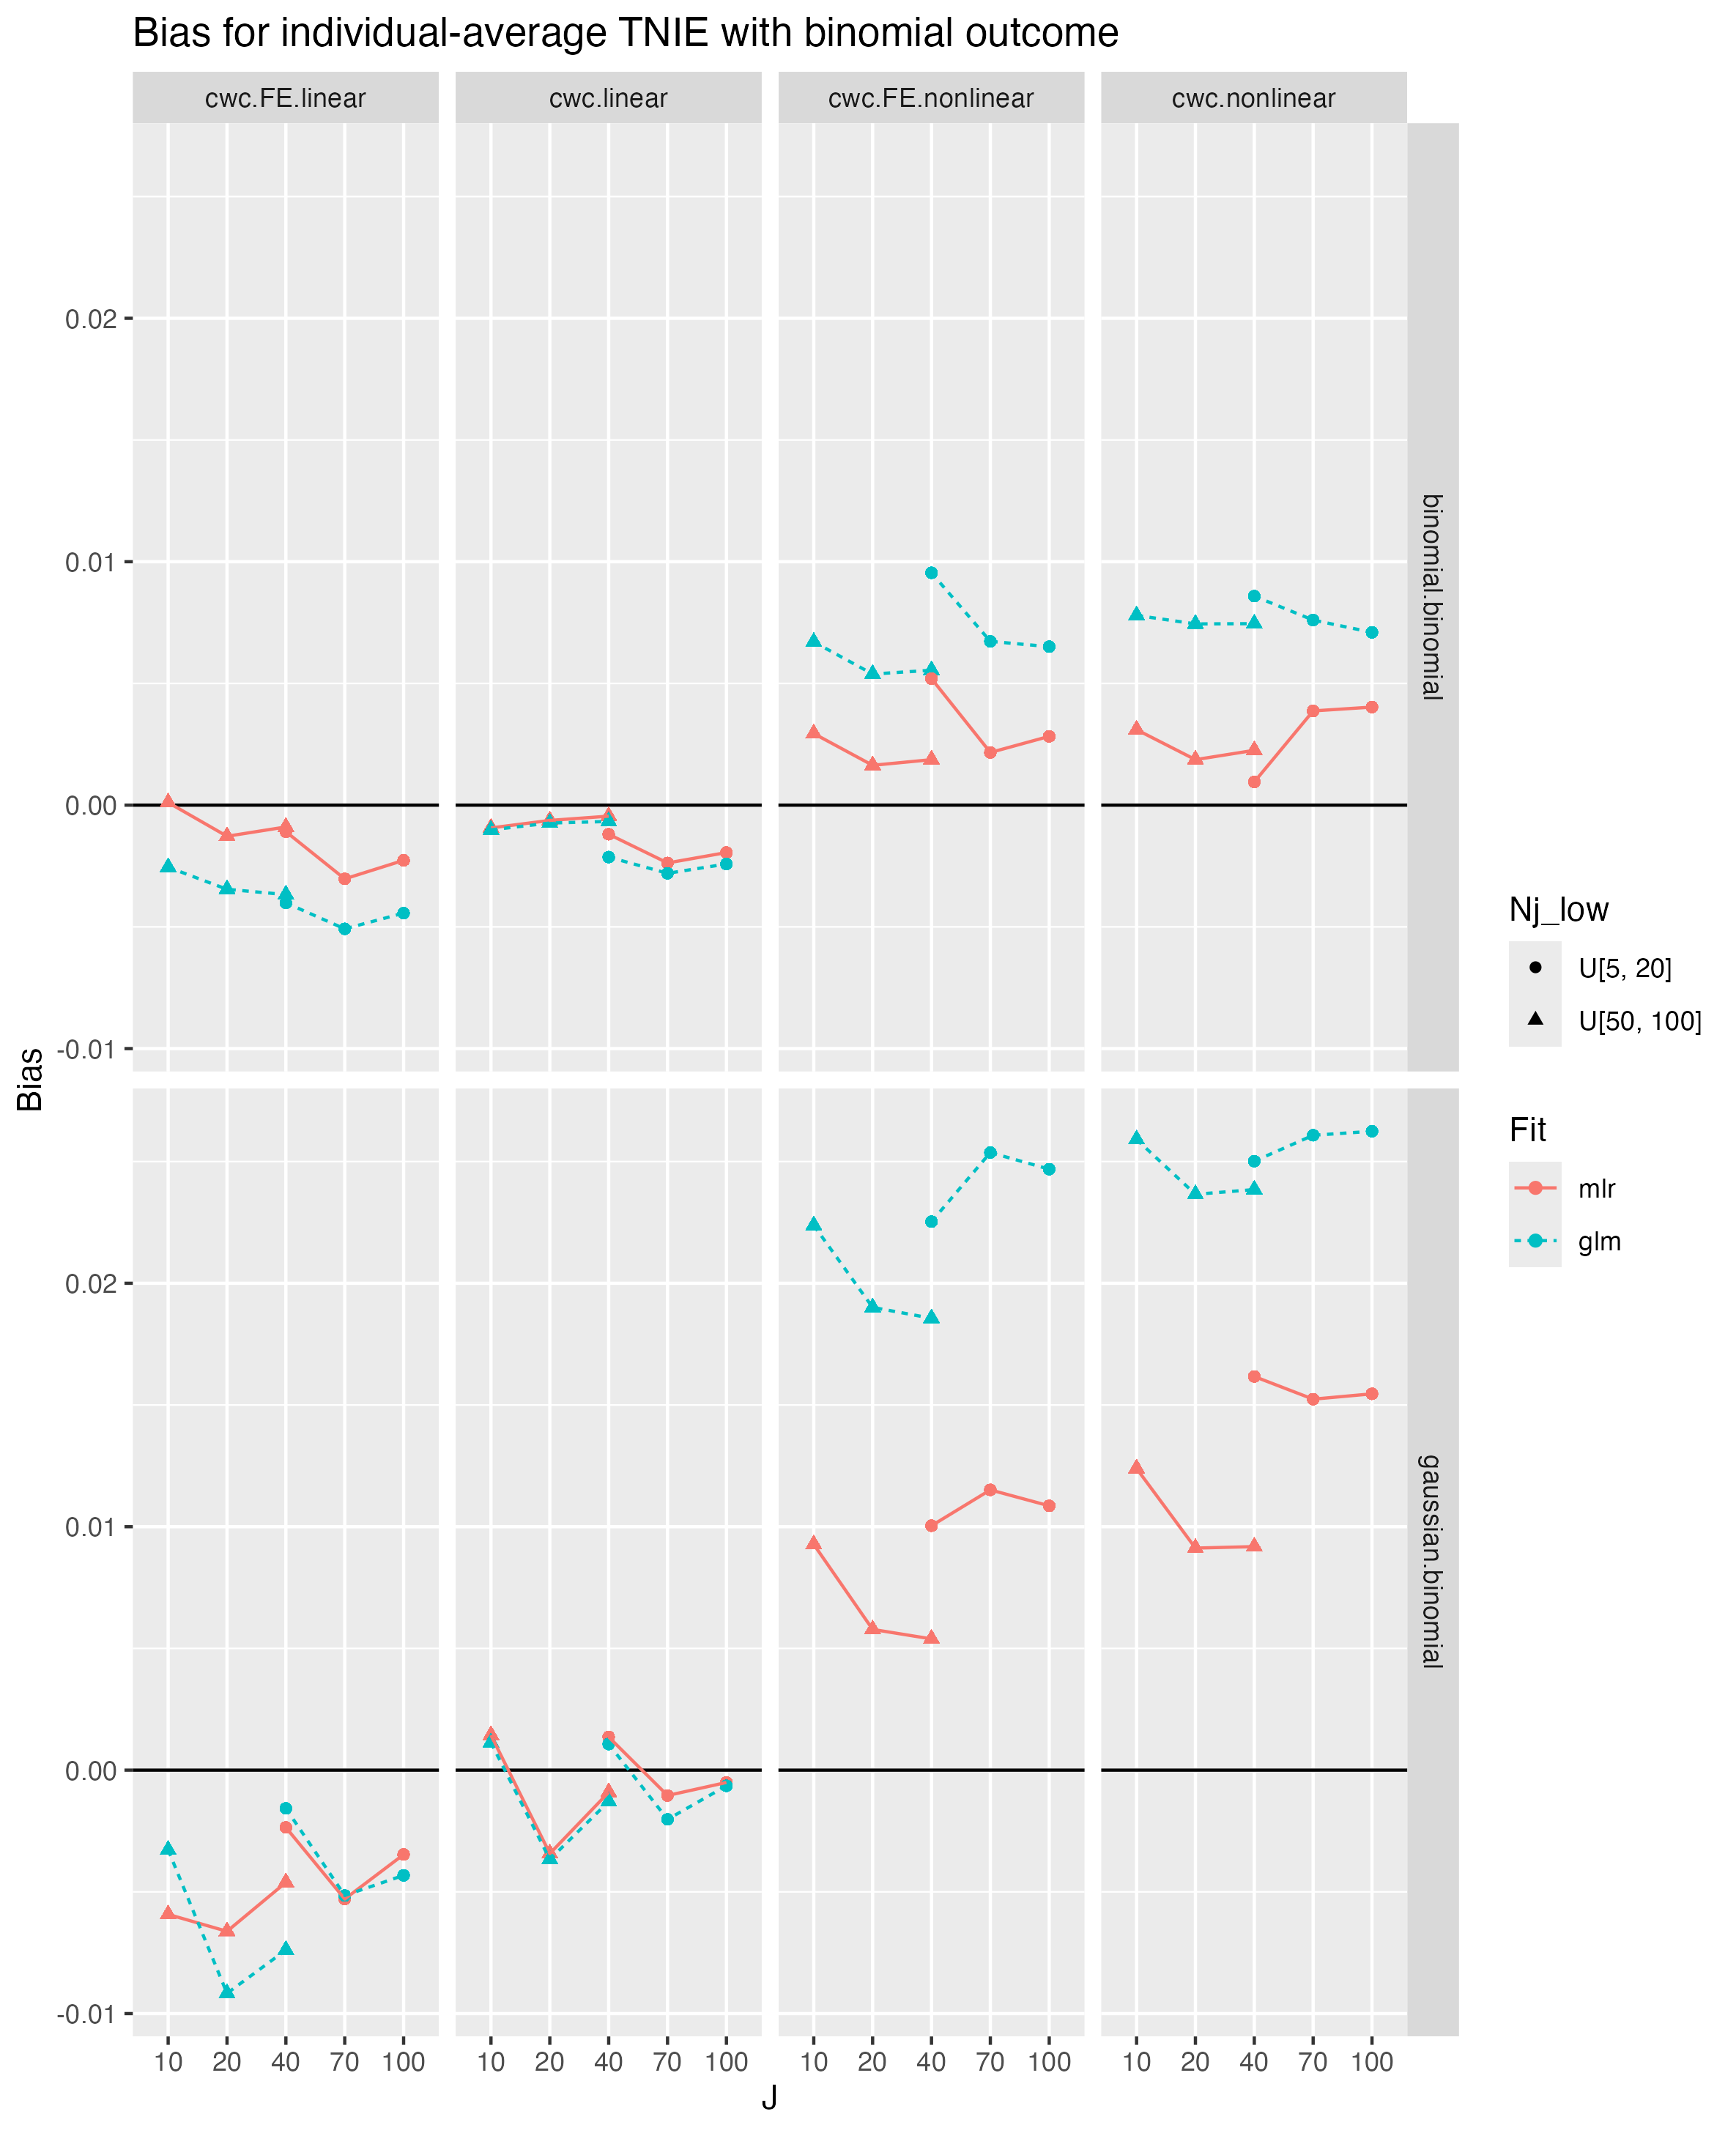 Bias for individual-average TNIE with binomial outcome
cwc.FE.linear cwc.linear cwc.FE.nonlinear cwc.nonlinear
0.02
0.01
0.00
-0.01
binomial.binomial
0.02
0.01
0.00
-0.01
gaussian.binomial
10 20 40 70 100 10 20 40 70 100 10 20 40 70 100 10 20 40 70 100
J
Bias
Nj_low
U[5, 20]
U[50, 100]
Fit
mlr
glm